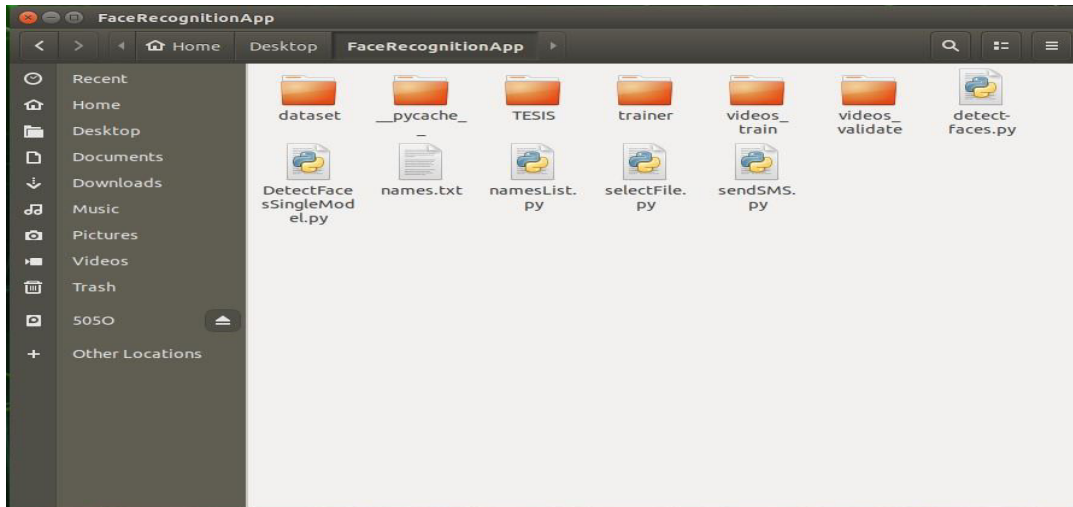 FaceRecognitionApp
Home Desktop FaceRecognitionApp
Recent
Home
Desktop
Documents
Downloads
Music
Pictures
Videos
Trash
505O
Other Locations
dataset
__pycache_
_
TESIS
trainer
videos_
train
videos_
validate
detect-
faces.py
DetectFace
sSingleMod
el.py
names.txt
namesList.
py
selectFile.
py
sendSMS.
py